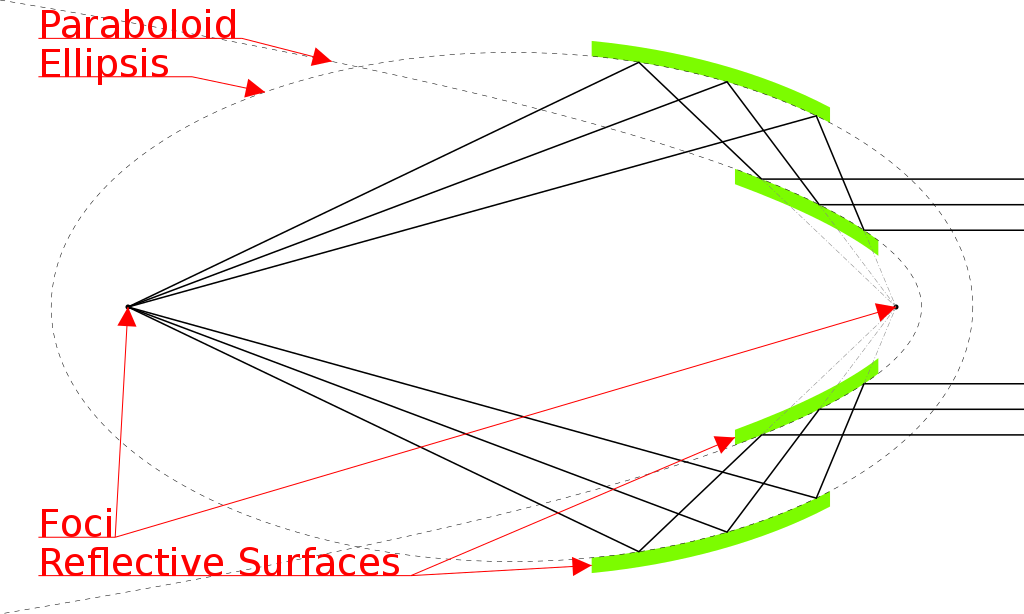 Paraboloid
Ellipsis
Foci
Reflective Surfaces